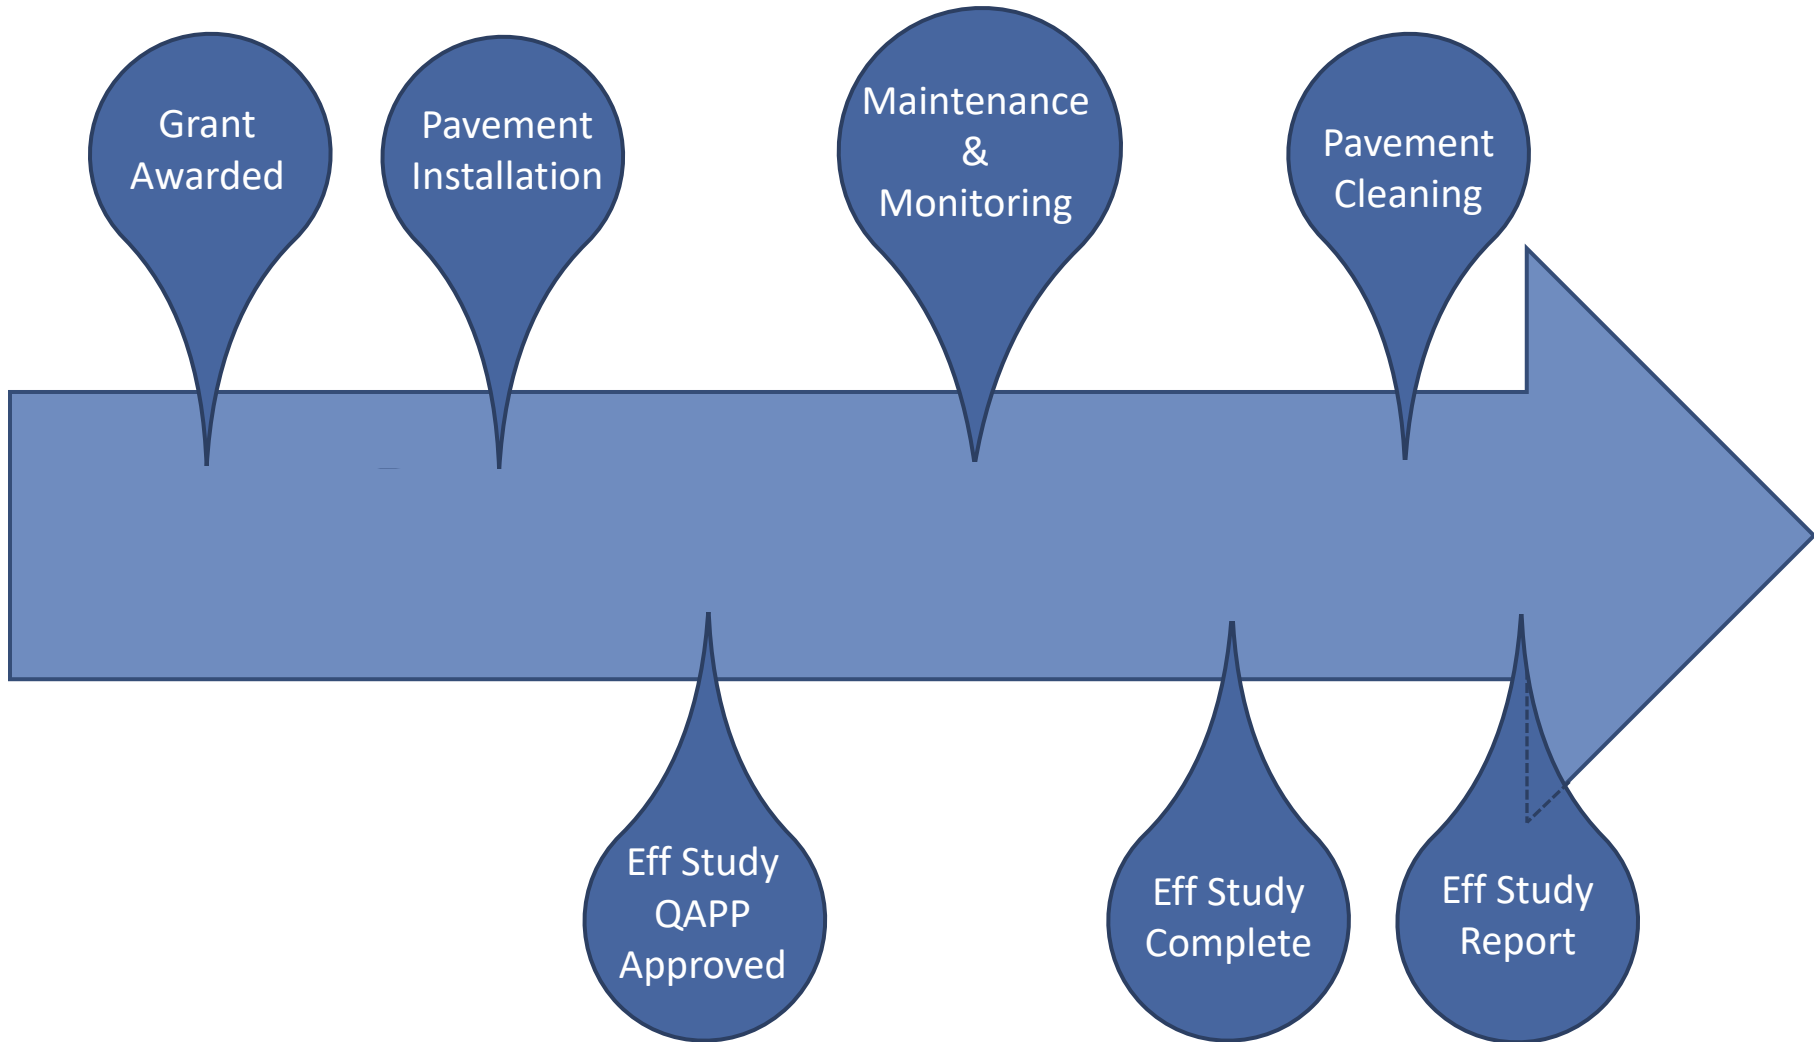 Grant
Awarded
Pavement
Installation
Maintenance
&
Monitoring
Pavement
Cleaning
Eff Study
QAPP
Approved
Eff Study
Complete
Eff Study
Report